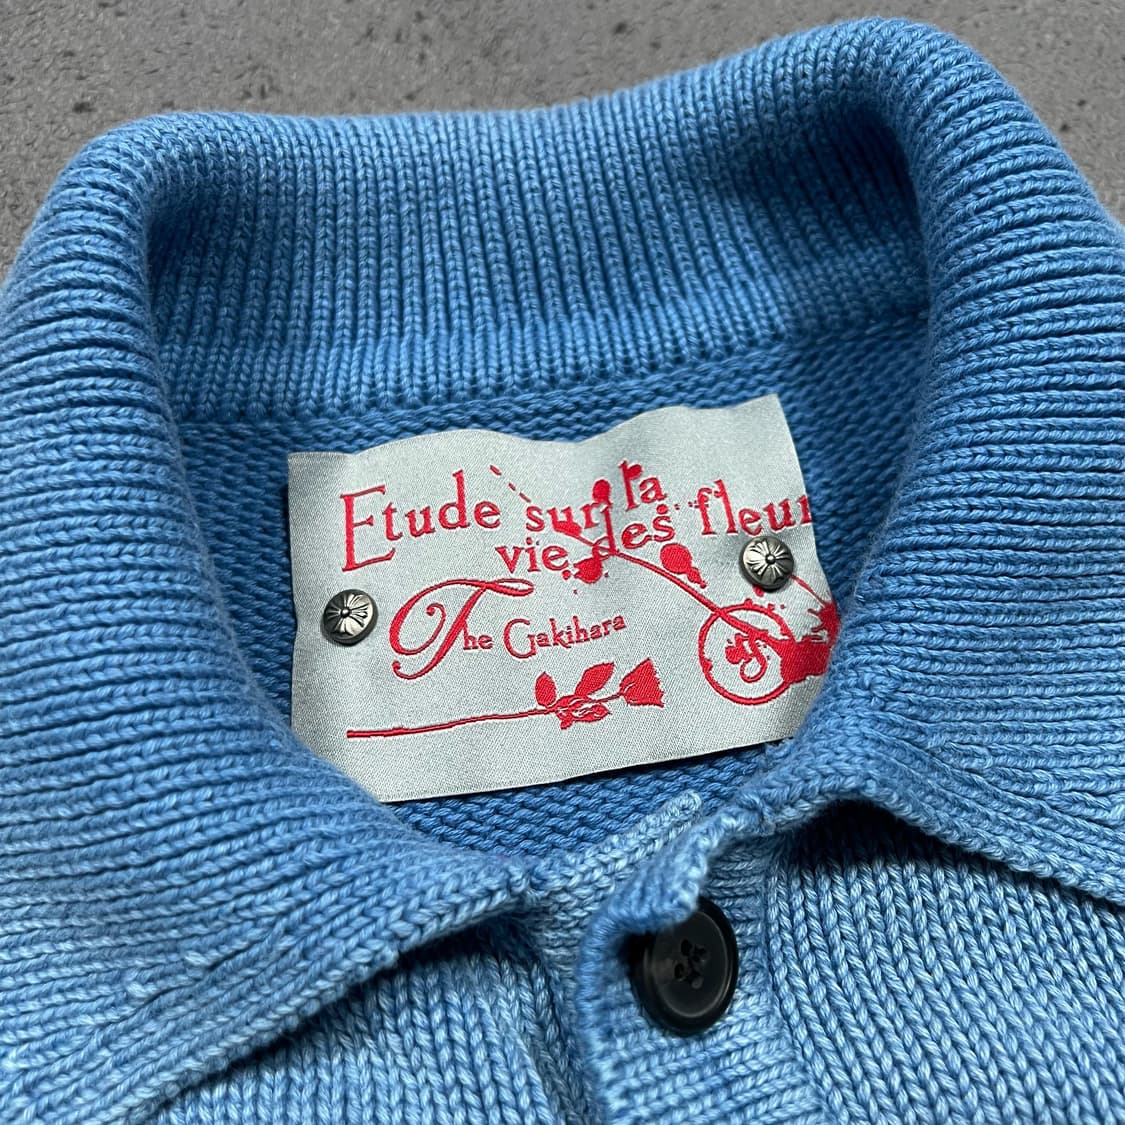 Etude sur la
vie des fleur
The Gakihara